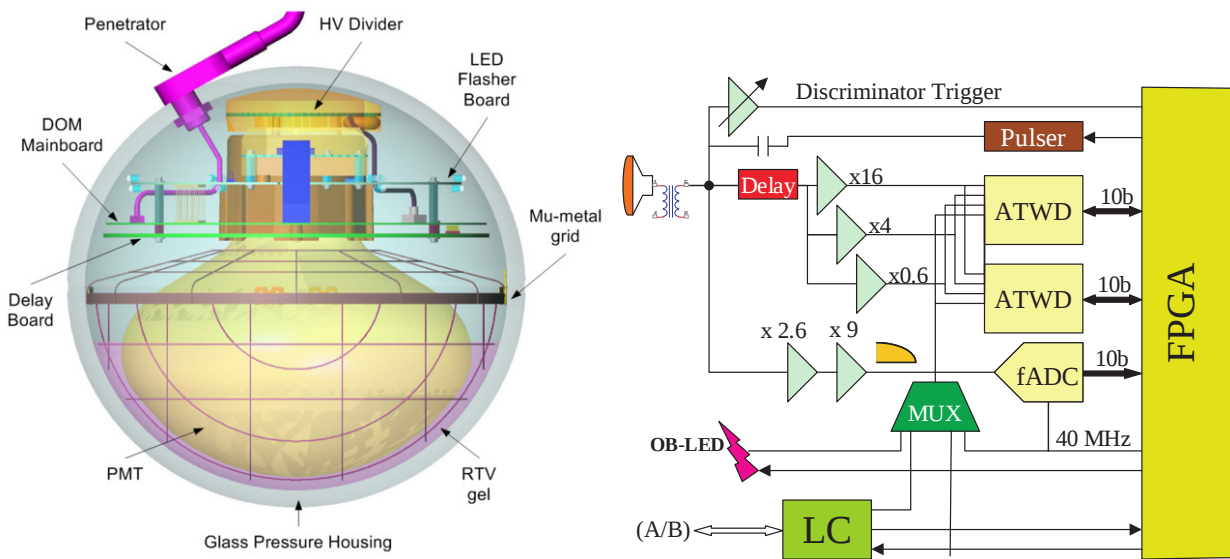 Penetrator
HV Divider
LED
Flasher
Board
DOM
Mainboard
Mu-metal
grid
Delay
Board
PMT
RTV
gel
Glass Pressure Housing
Discriminator Trigger
Pulser
Delay
x16
x4
x0.6
ATWD
10b
ATWD
10b
x 2.6
x 9
fADC
10b
MUX
40 MHz
OB-LED
(A/B)
LC
FPGA